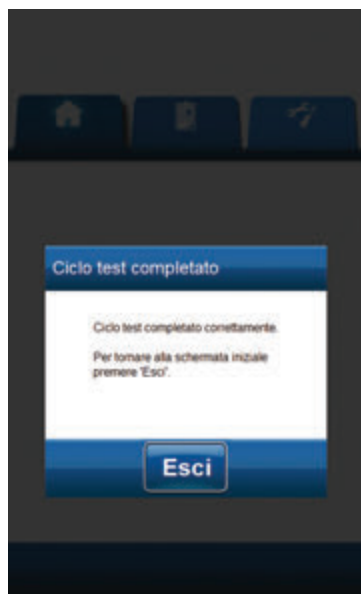 Ciclo test completato
Ciclo test completato correttamente.
Per tornare alla schermata iniziale
premere 'Esci'.
Esci